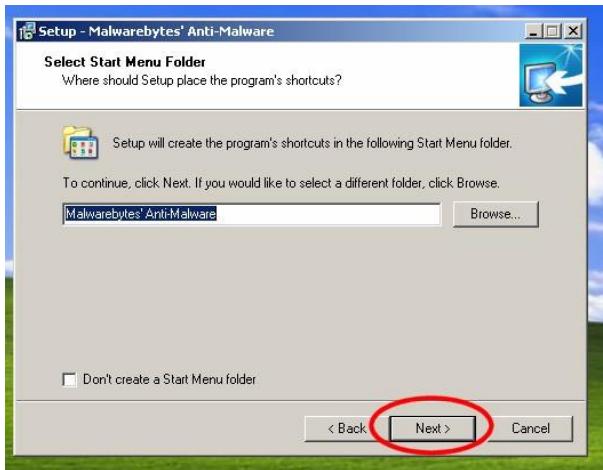 Setup - Malwarebytes' Anti-Malware
Select Start Menu Folder
Where should Setup place the program's shortcuts?
Setup will create the program's shortcuts in the following Start Menu folder.
To continue, click Next. If you would like to select a different folder, click Browse.
Malwarebytes' Anti-Malware
Browse...
Don't create a Start Menu folder
< Back
Next >
Cancel